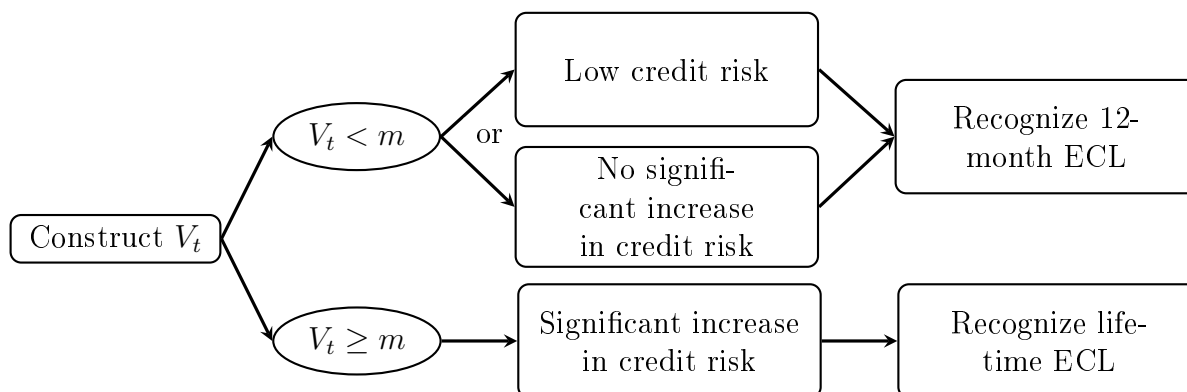 Construct $V_t$
$V_t < m$
or
Low credit risk
No signifi-
cant increase
in credit risk
Recognize 12-
month ECL
$V_t \geq m$
Significant increase
in credit risk
Recognize life-
time ECL